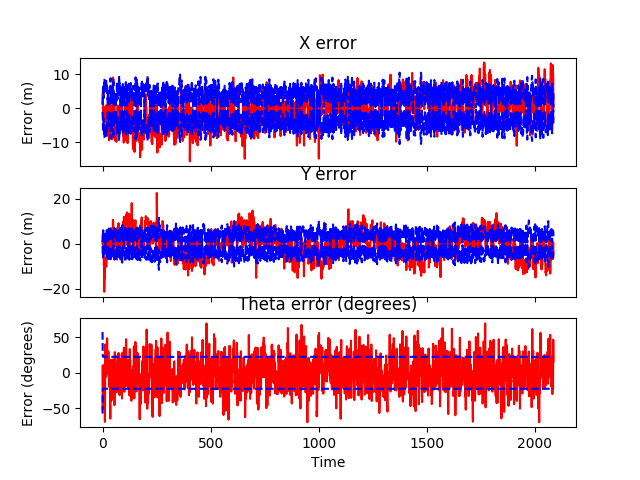 X error
10
0
−10
Error (m)
Y error
20
0
−20
Error (m)
Theta error (degrees)
50
0
−50
Error (degrees)
0 500 1000 1500 2000
Time